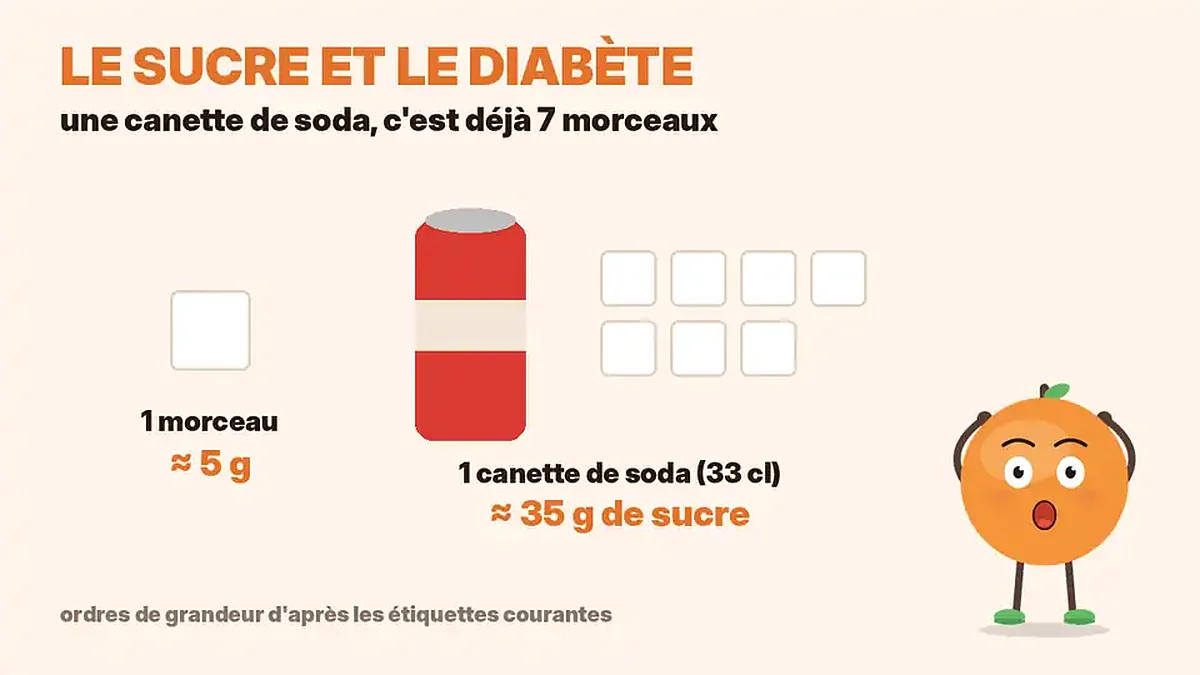 LE SUCRE ET LE DIABÈTE
une canette de soda, c'est déjà 7 morceaux
1 morceau
≈ 5 g
1 canette de soda (33 cl)
≈ 35 g de sucre
ordres de grandeur d'après les étiquettes courantes